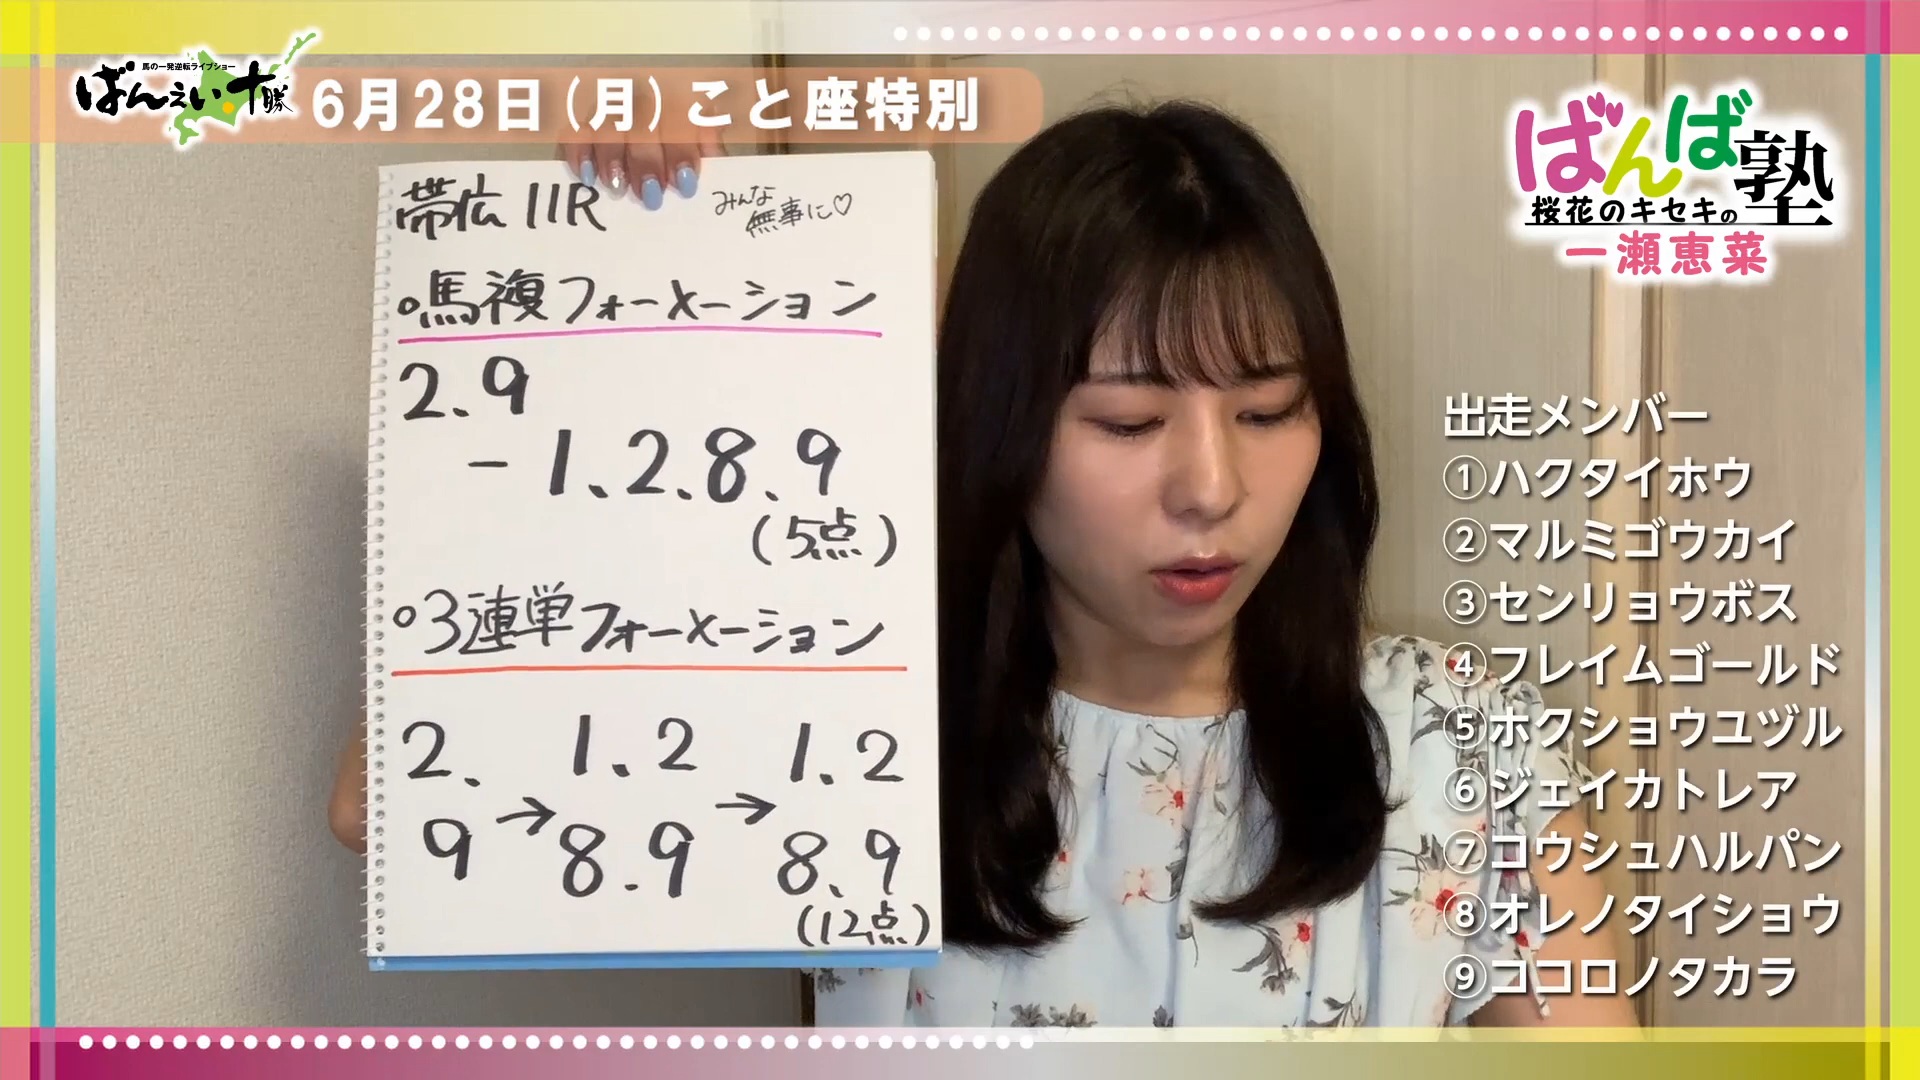 馬の一発逆転ライブショー
ばんえい十勝
6月28日(月)こと座特別
ばんば塾
桜花のキセキの
一瀬恵菜
帯広 11R
みんな
無事に♡
○馬複フォーメーション
2.9
-1.2.8.9
(5点)
○3連単フォーメーション
2. 1.2 1.2
9→8.9→8.9
(12点)
出走メンバー
①ハクタイホウ
②マルミゴウカイ
③センリョウボス
④フレイムゴールド
⑤ホクショウユヅル
⑥ジェイカトレア
⑦コウシュハルパン
⑧オレノタイショウ
⑨ココロノタカラ